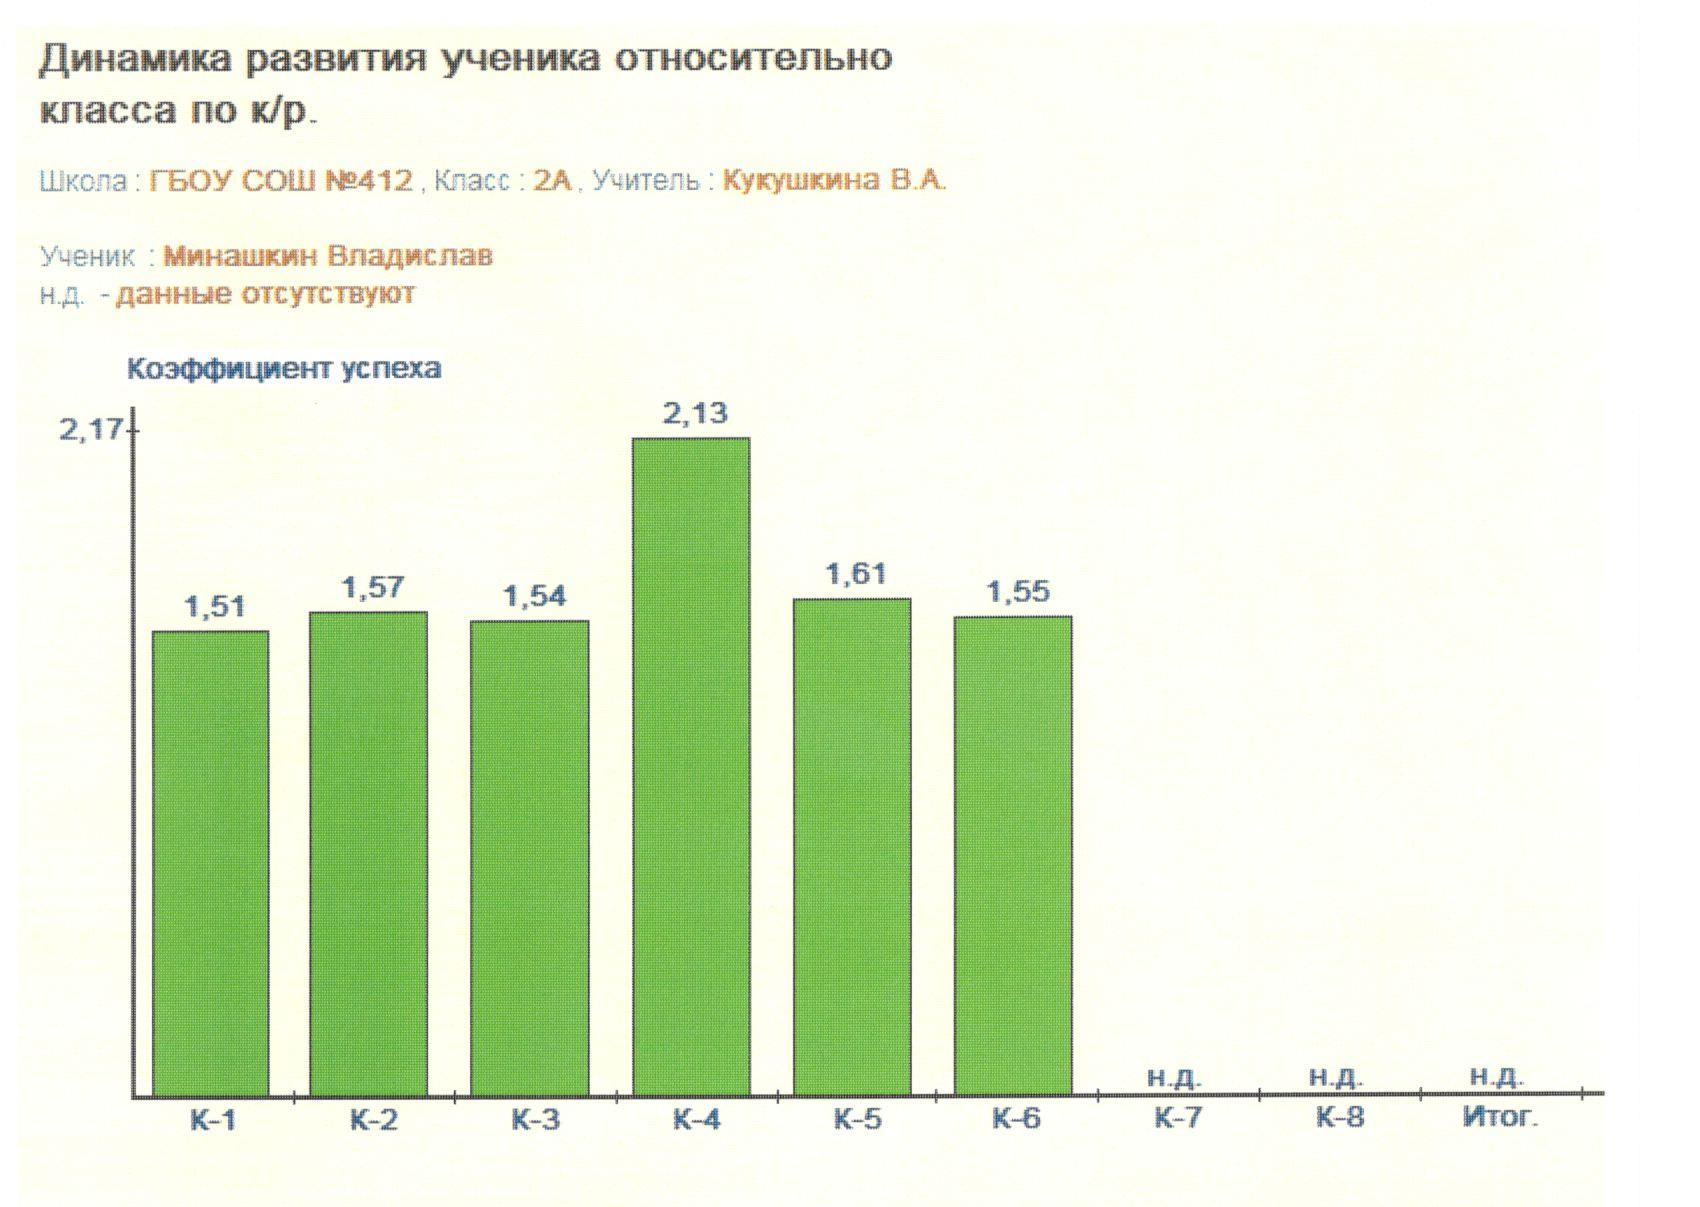 Динамика развития ученика относительно
класса по к/р.
Школа : ГБОУ СОШ №412 , Класс : 2А , Учитель : Кукушкина В.А.
Ученик : Минашкин Владислав
н.д. - данные отсутствуют
Коэффициент успеха
2,17
2,13
1,51
1,57
1,54
1,61
1,55
н.д.
н.д.
н.д.
К-1
К-2
К-3
К-4
К-5
К-6
К-7
К-8
Итог.